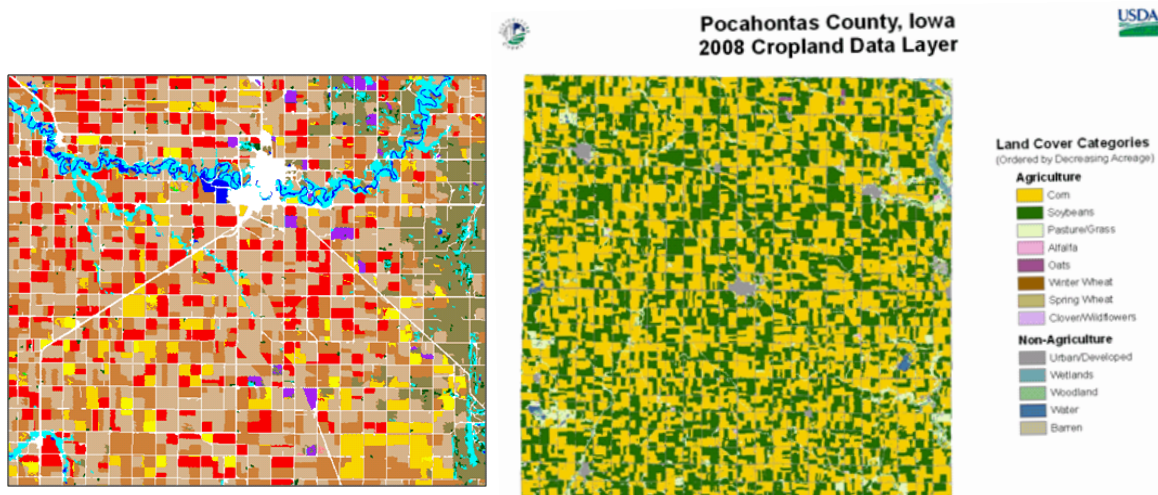 Pocahontas County, Iowa
2008 Cropland Data Layer
USDA
Land Cover Categories
(Ordered by Decreasing Acreage)
Agriculture
Corn
Soybeans
Pasture/Grass
Alfalfa
Oats
Winter Wheat
Spring Wheat
Clover/Wildflowers
Non-Agriculture
Urban/Developed
Wetlands
Woodland
Water
Barren